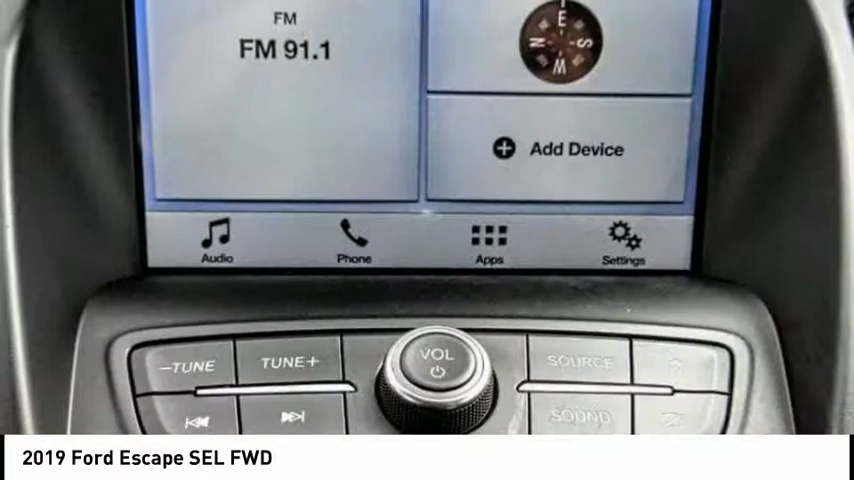 FM
FM 91.1
E
N S
W
Add Device
Audio Phone Apps Settings
–TUNE TUNE+ VOL SOURCE
SOUND
2019 Ford Escape SEL FWD